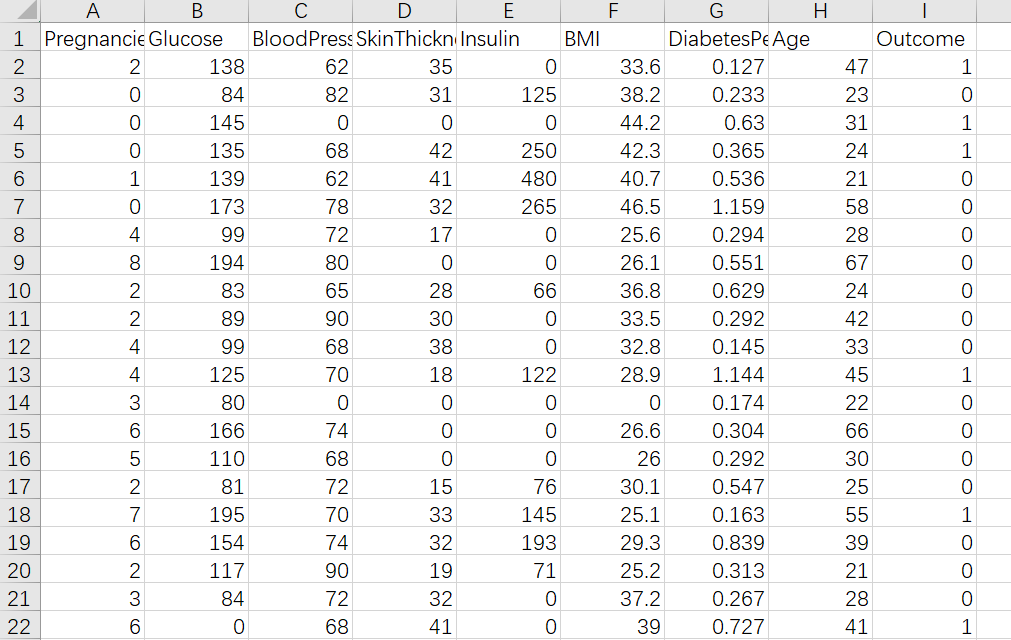 A B C D E F G H I
1 Pregnancie Glucose BloodPress SkinThickn Insulin BMI DiabetesPe Age Outcome
2 2 138 62 35 0 33.6 0.127 47 1
3 0 84 82 31 125 38.2 0.233 23 0
4 0 145 0 0 0 44.2 0.63 31 1
5 0 135 68 42 250 42.3 0.365 24 1
6 1 139 62 41 480 40.7 0.536 21 0
7 0 173 78 32 265 46.5 1.159 58 0
8 4 99 72 17 0 25.6 0.294 28 0
9 8 194 80 0 0 26.1 0.551 67 0
10 2 83 65 28 66 36.8 0.629 24 0
11 2 89 90 30 0 33.5 0.292 42 0
12 4 99 68 38 0 32.8 0.145 33 0
13 4 125 70 18 122 28.9 1.144 45 1
14 3 80 0 0 0 0 0.174 22 0
15 6 166 74 0 0 26.6 0.304 66 0
16 5 110 68 0 0 26 0.292 30 0
17 2 81 72 15 76 30.1 0.547 25 0
18 7 195 70 33 145 25.1 0.163 55 1
19 6 154 74 32 193 29.3 0.839 39 0
20 2 117 90 19 71 25.2 0.313 21 0
21 3 84 72 32 0 37.2 0.267 28 0
22 6 0 68 41 0 39 0.727 41 1